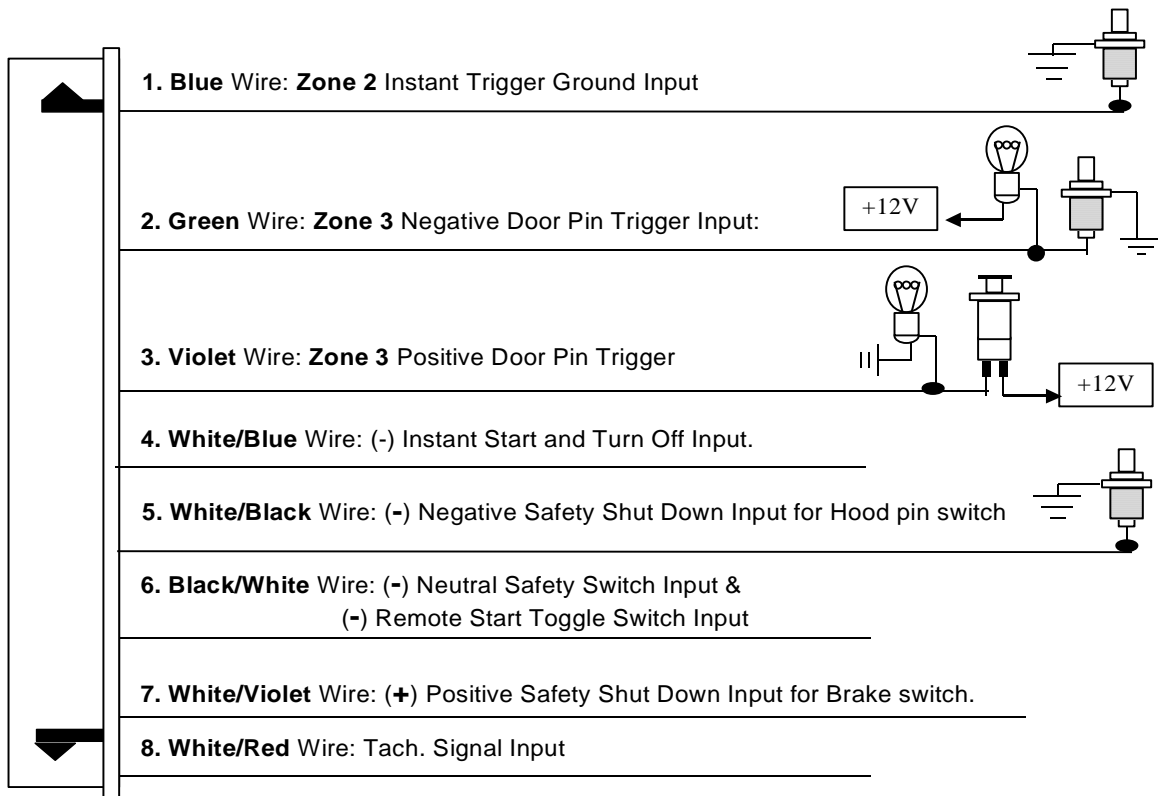 1. Blue Wire: Zone 2 Instant Trigger Ground Input
+12V
2. Green Wire: Zone 3 Negative Door Pin Trigger Input:
3. Violet Wire: Zone 3 Positive Door Pin Trigger
+12V
4. White/Blue Wire: (-) Instant Start and Turn Off Input.
5. White/Black Wire: (-) Negative Safety Shut Down Input for Hood pin switch
6. Black/White Wire: (-) Neutral Safety Switch Input &
(-) Remote Start Toggle Switch Input
7. White/Violet Wire: (+) Positive Safety Shut Down Input for Brake switch.
8. White/Red Wire: Tach. Signal Input